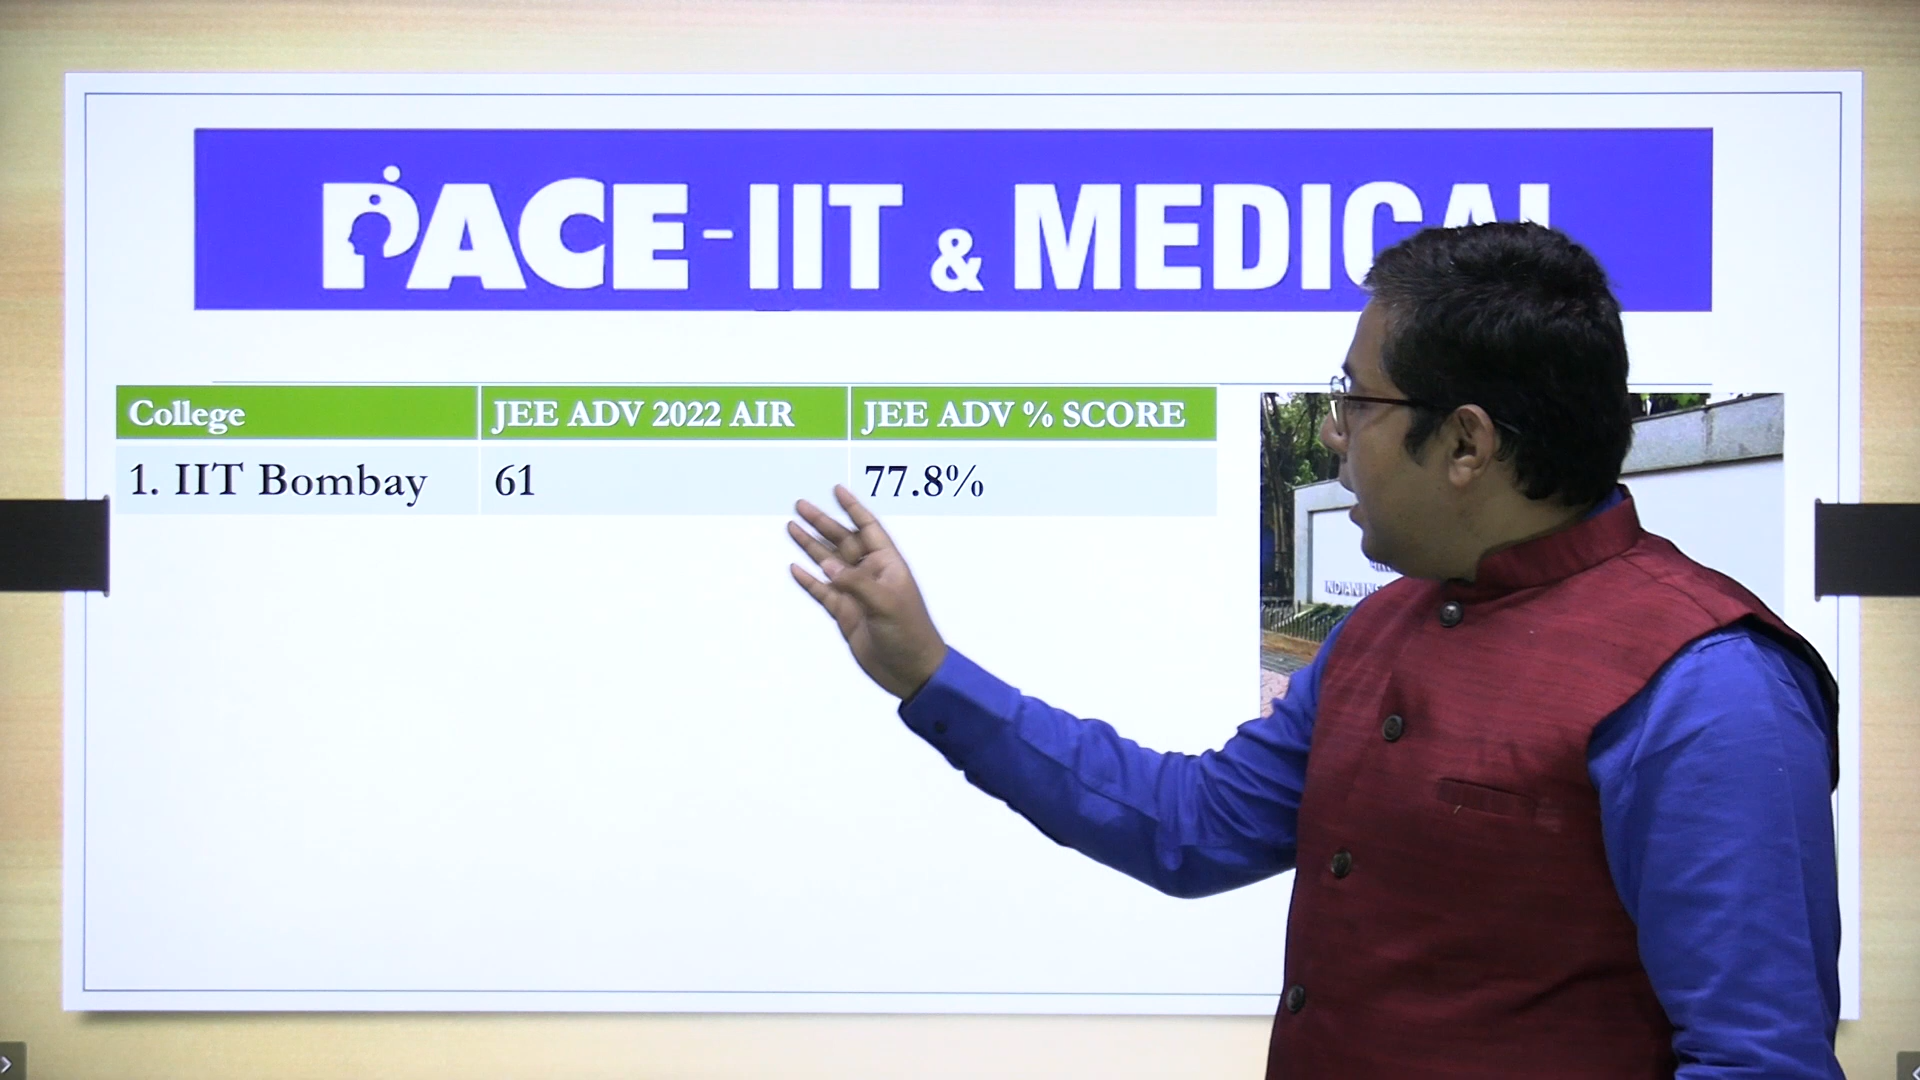 PACE-IIT & MEDICAL
College JEE ADV 2022 AIR JEE ADV % SCORE
1. IIT Bombay 61 77.8%